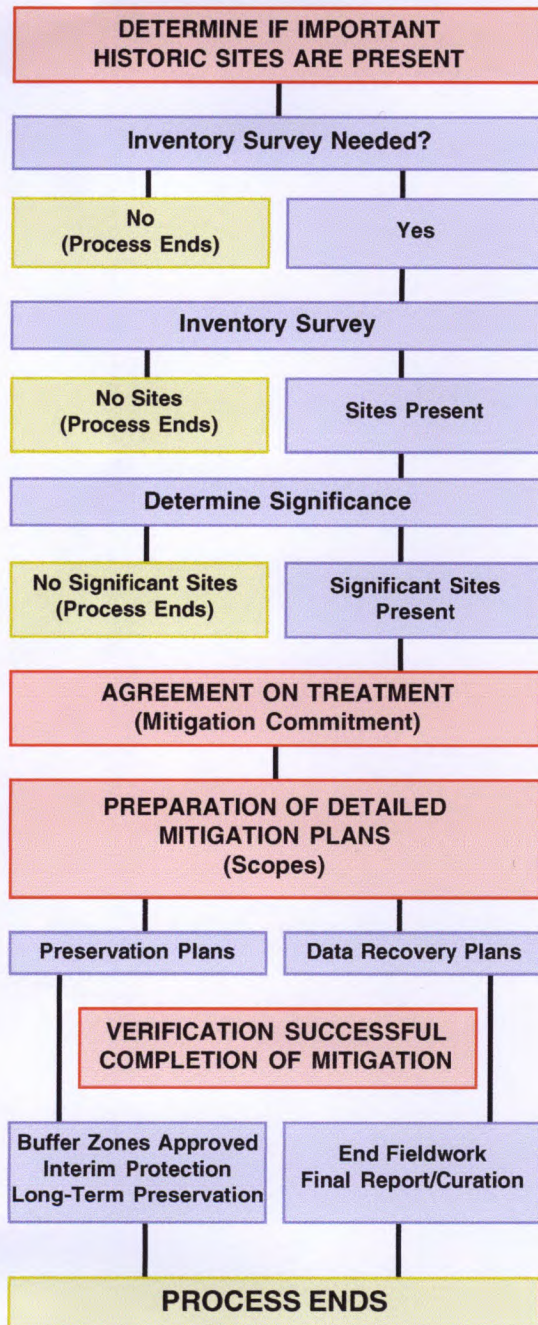 DETERMINE IF IMPORTANT
HISTORIC SITES ARE PRESENT
Inventory Survey Needed?
No
(Process Ends)
Yes
Inventory Survey
No Sites
(Process Ends)
Sites Present
Determine Significance
No Significant Sites
(Process Ends)
Significant Sites
Present
AGREEMENT ON TREATMENT
(Mitigation Commitment)
PREPARATION OF DETAILED
MITIGATION PLANS
(Scopes)
Preservation Plans
Data Recovery Plans
VERIFICATION SUCCESSFUL
COMPLETION OF MITIGATION
Buffer Zones Approved
Interim Protection
Long-Term Preservation
End Fieldwork
Final Report/Curation
PROCESS ENDS